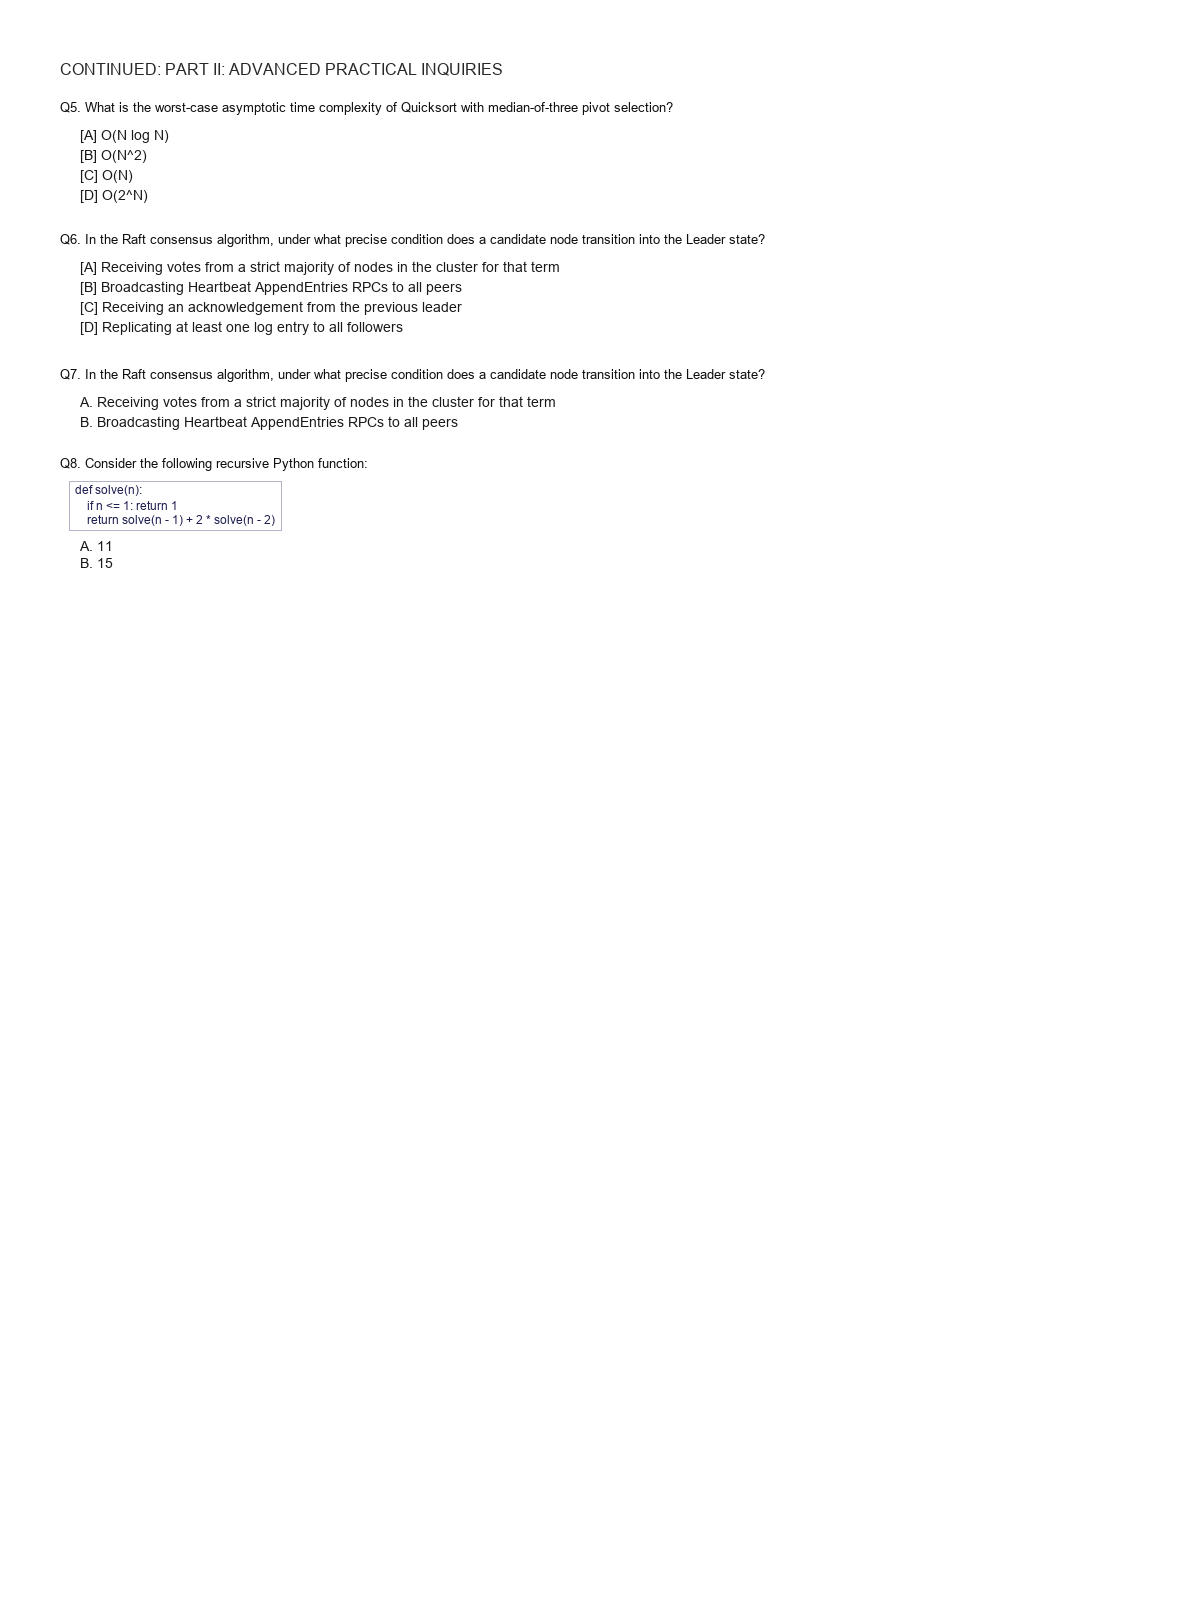 CONTINUED: PART II: ADVANCED PRACTICAL INQUIRIES
Q5. What is the worst-case asymptotic time complexity of Quicksort with median-of-three pivot selection?
[A] O(N log N)
[B] O(N^2)
[C] O(N)
[D] O(2^N)
Q6. In the Raft consensus algorithm, under what precise condition does a candidate node transition into the Leader state?
[A] Receiving votes from a strict majority of nodes in the cluster for that term
[B] Broadcasting Heartbeat AppendEntries RPCs to all peers
[C] Receiving an acknowledgement from the previous leader
[D] Replicating at least one log entry to all followers
Q7. In the Raft consensus algorithm, under what precise condition does a candidate node transition into the Leader state?
A. Receiving votes from a strict majority of nodes in the cluster for that term
B. Broadcasting Heartbeat AppendEntries RPCs to all peers
Q8. Consider the following recursive Python function:
def solve(n):
    if n <= 1: return 1
    return solve(n - 1) + 2 * solve(n - 2)
A. 11
B. 15